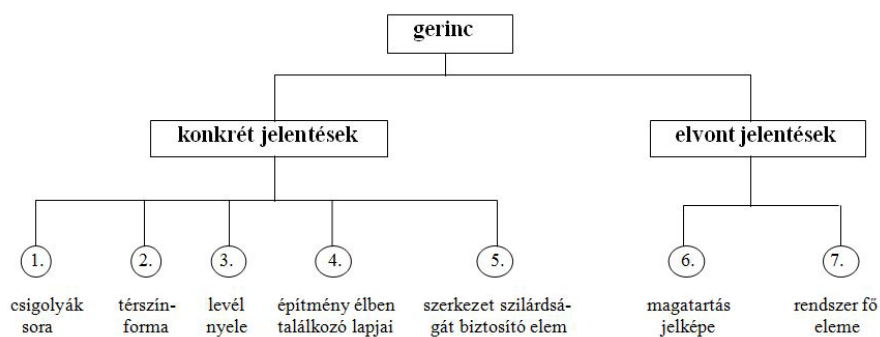 gerinc
konkrét jelentések
elvont jelentések
1.
2.
3.
4.
5.
6.
7.
csigolyák
sora
térszín-
forma
levél
nyele
építmény élben
találkozó lapjai
szerkezet szilárdsá-
gát biztosító elem
magatartás
jelképe
rendszer fő
eleme